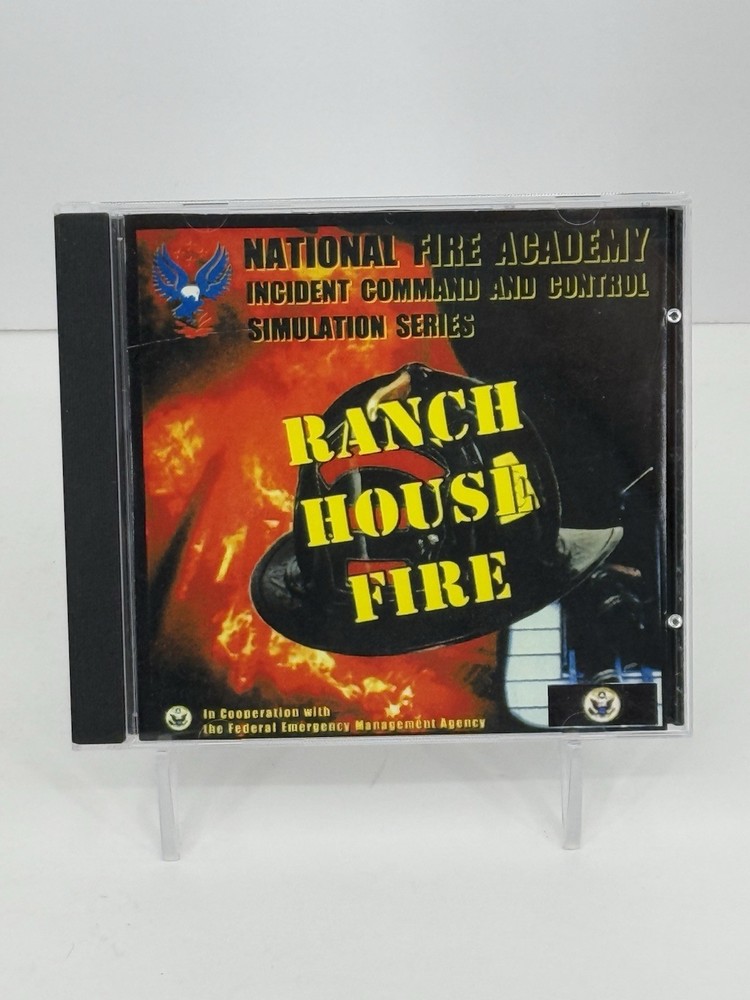 NATIONAL FIRE ACADEMY
INCIDENT COMMAND AND CONTROL
SIMULATION SERIES
RANCH
HOUSE
FIRE
In Cooperation with
the Federal Emergency Management Agency